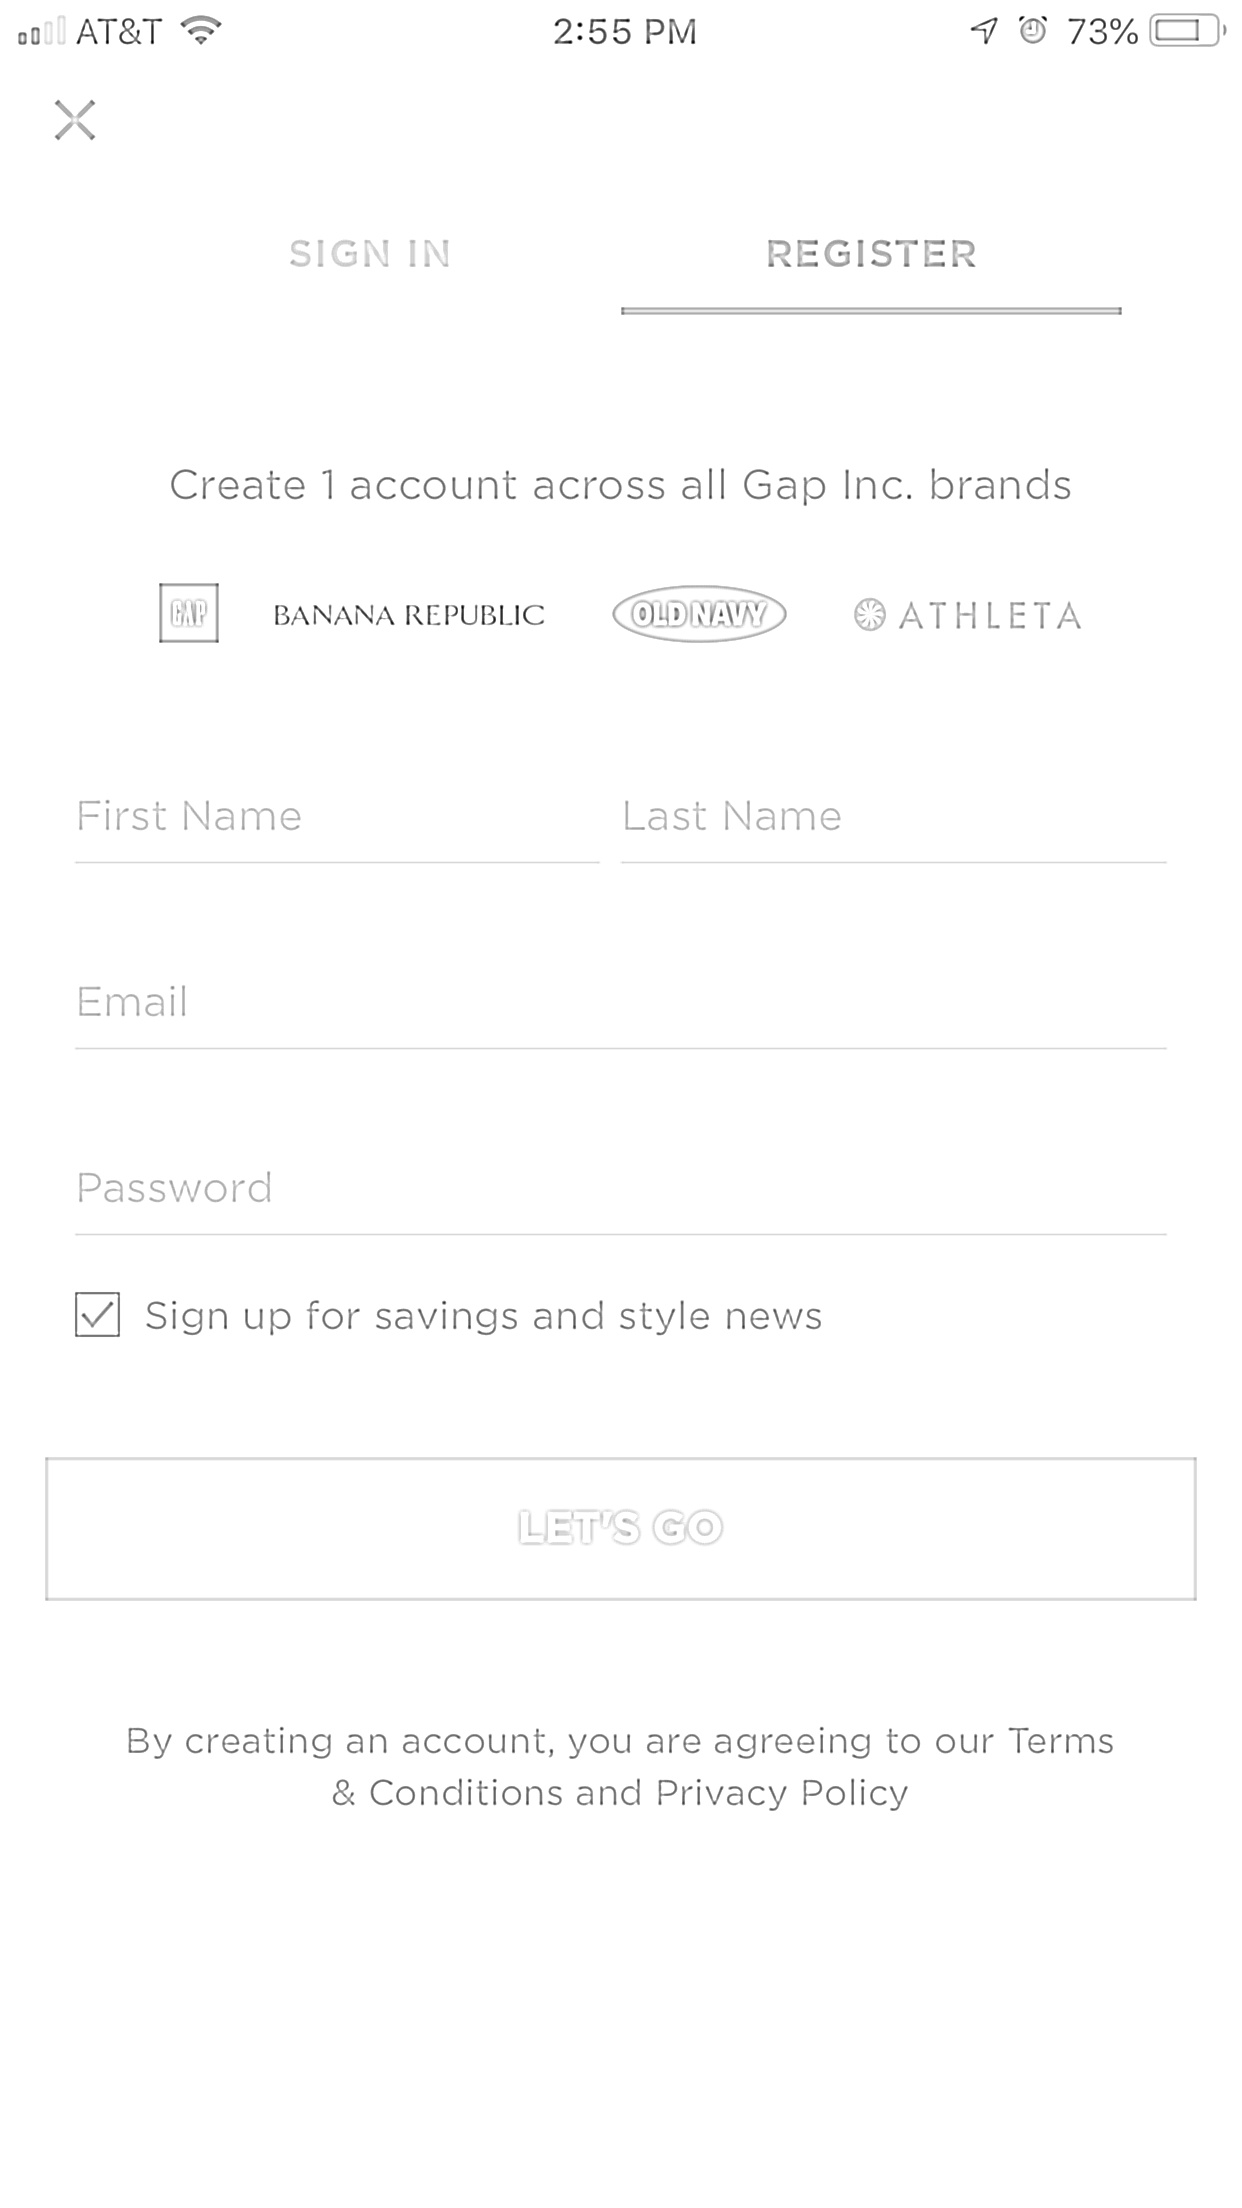 AT&T 2:55 PM 73%
SIGN IN REGISTER
Create 1 account across all Gap Inc. brands
GAP BANANA REPUBLIC OLD NAVY ATHLETA
First Name Last Name
Email
Password
Sign up for savings and style news
LET'S GO
By creating an account, you are agreeing to our Terms
& Conditions and Privacy Policy